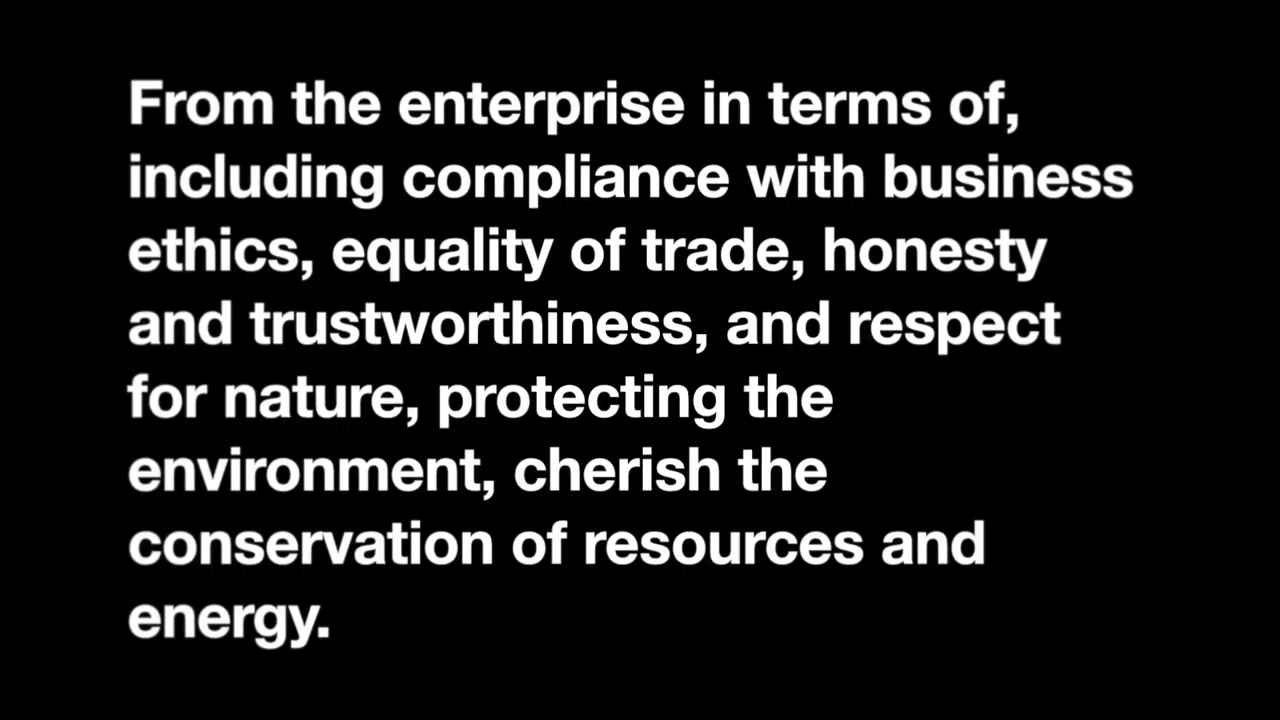 From the enterprise in terms of,
including compliance with business
ethics, equality of trade, honesty
and trustworthiness, and respect
for nature, protecting the
environment, cherish the
conservation of resources and
energy.